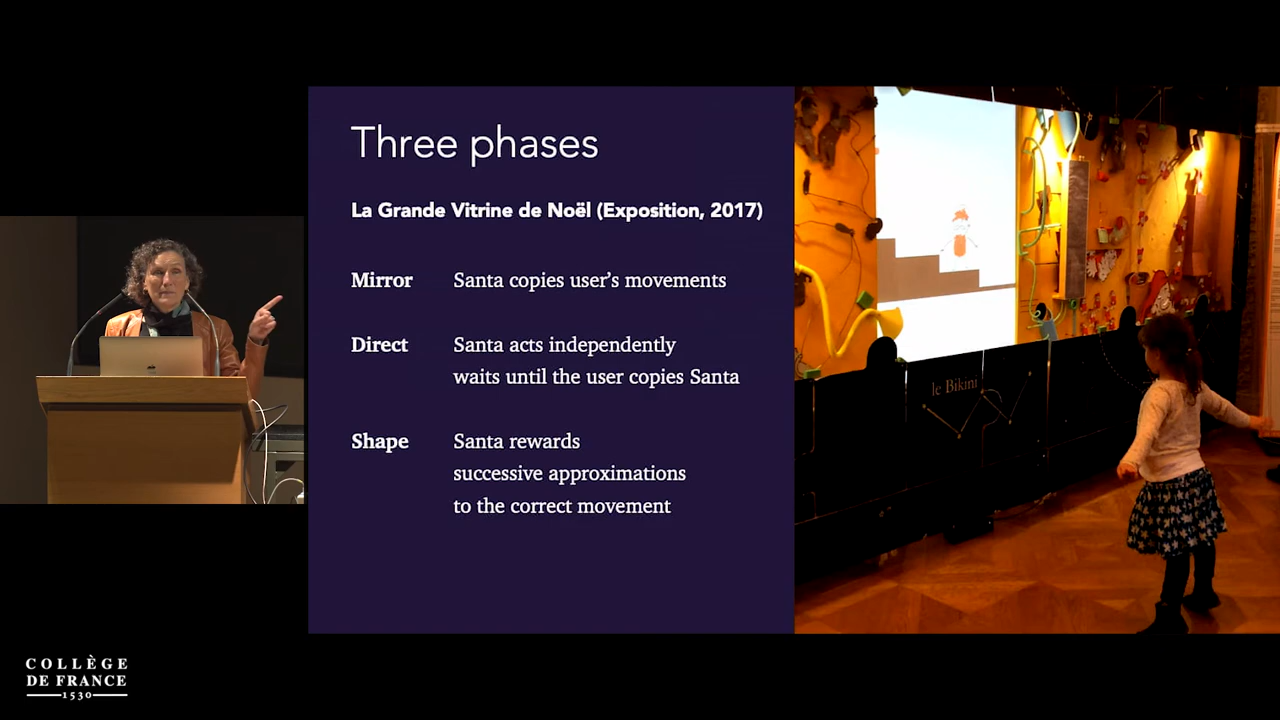 Three phases
La Grande Vitrine de Noël (Exposition, 2017)
Mirror Santa copies user's movements
Direct Santa acts independently
waits until the user copies Santa
Shape Santa rewards
successive approximations
to the correct movement
le Bikini
COLLÈGE
DE FRANCE
1530